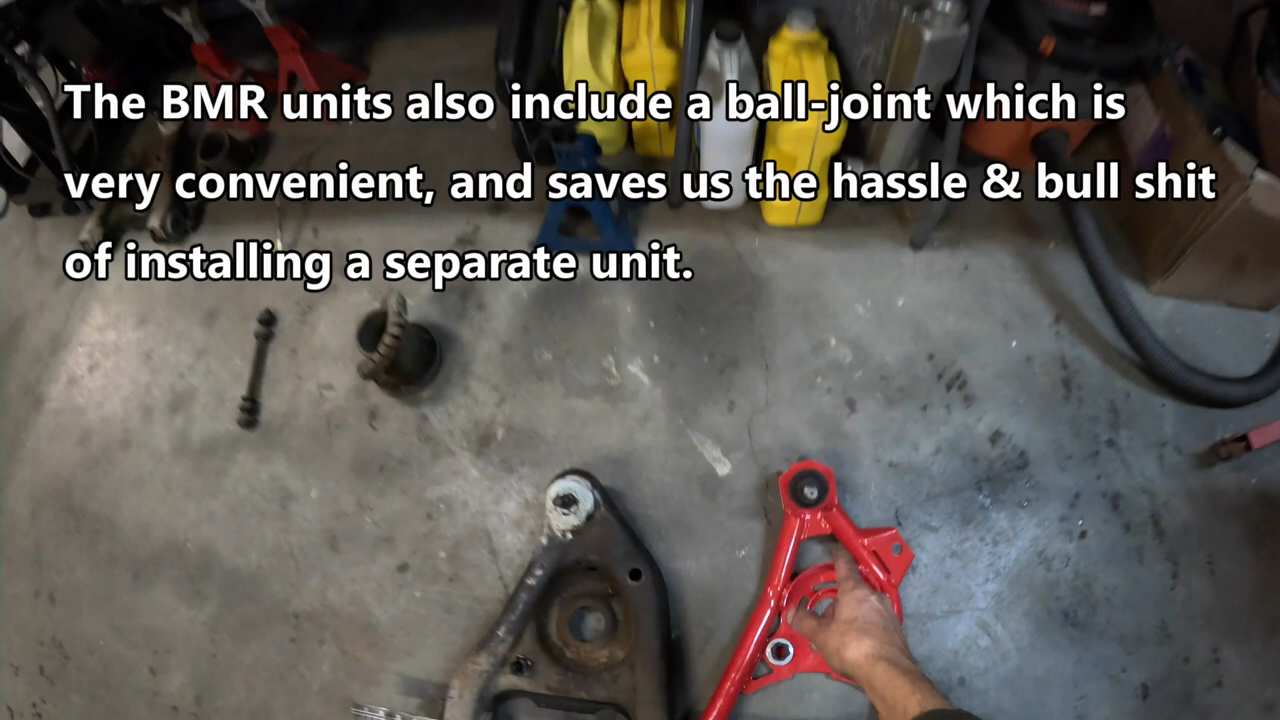 The BMR units also include a ball-joint which is
very convenient, and saves us the hassle & bull shit
of installing a separate unit.